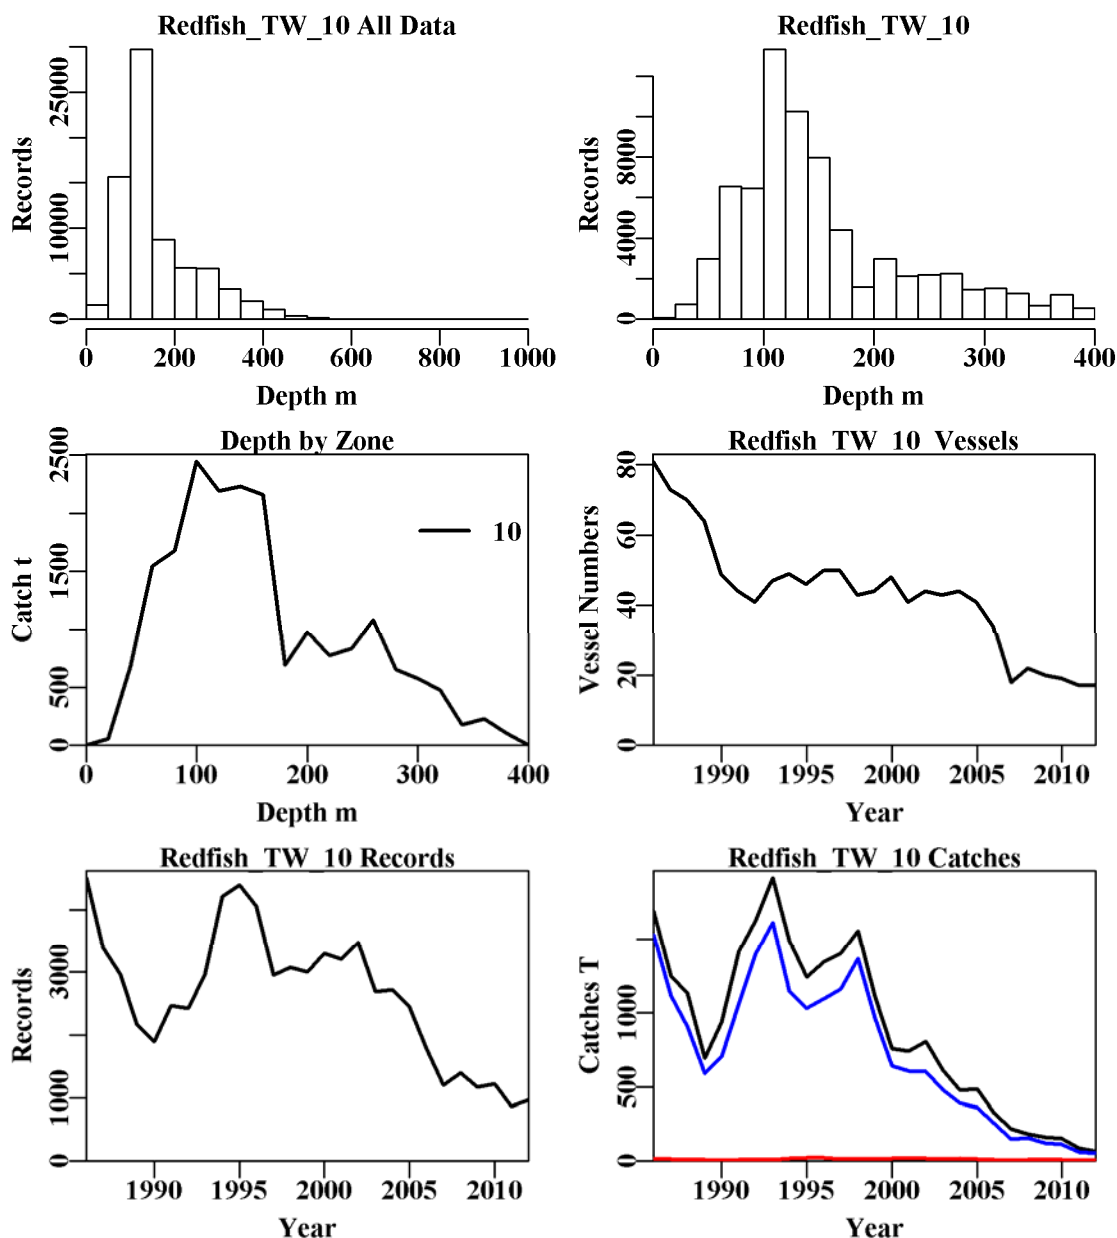 Redfish_TW_10 All Data
Records
0 10000 25000
0 200 400 600 800 1000
Depth m
Redfish_TW_10
Records
0 4000 8000
0 100 200 300 400
Depth m
Depth by Zone
Catch t
0 500 1500 2500
10
0 100 200 300 400
Depth m
Redfish_TW_10_Vessels
Vessel Numbers
0 20 40 60 80
1990 1995 2000 2005 2010
Year
Redfish_TW_10 Records
Records
0 1000 3000
1990 1995 2000 2005 2010
Year
Redfish_TW_10 Catches
Catches T
0 500 1000
1990 1995 2000 2005 2010
Year